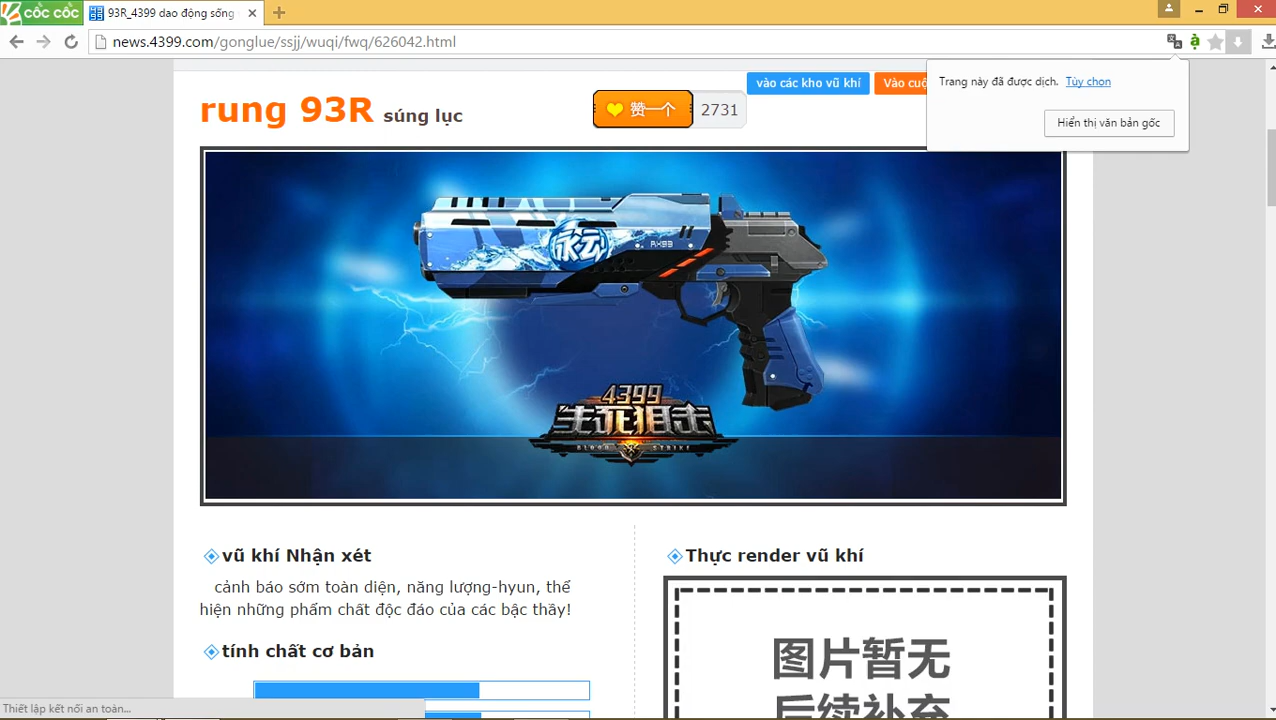 cốc cốc
93R_4399 dao động sống
news.4399.com/gonglue/ssjj/wuqi/fwq/626042.html
Trang này đã được dịch. Tùy chọn
Hiển thị văn bản gốc
vào các kho vũ khí
Vào cuộ
rung 93R súng lục
赞一个
2731
4399
生死狙击
BLOOD STRIKE
vũ khí Nhận xét
cảnh báo sớm toàn diện, năng lượng-hyun, thể
hiện những phẩm chất độc đáo của các bậc thầy!
tính chất cơ bản
Thực render vũ khí
图片暂无
后续补充
Thiết lập kết nối an toàn...